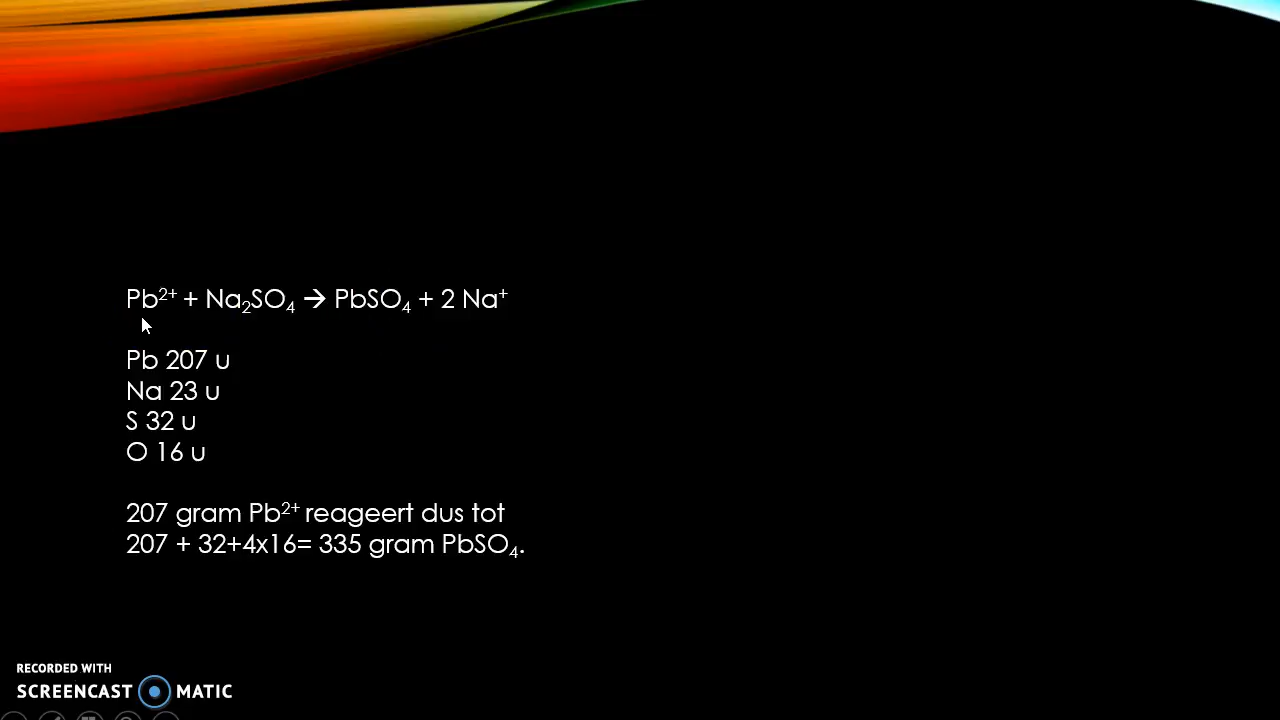 Pb²⁺ + Na₂SO₄ → PbSO₄ + 2 Na⁺
Pb 207 u
Na 23 u
S 32 u
O 16 u
207 gram Pb²⁺ reageert dus tot
207 + 32+4x16= 335 gram PbSO₄.
RECORDED WITH
SCREENCAST MATIC